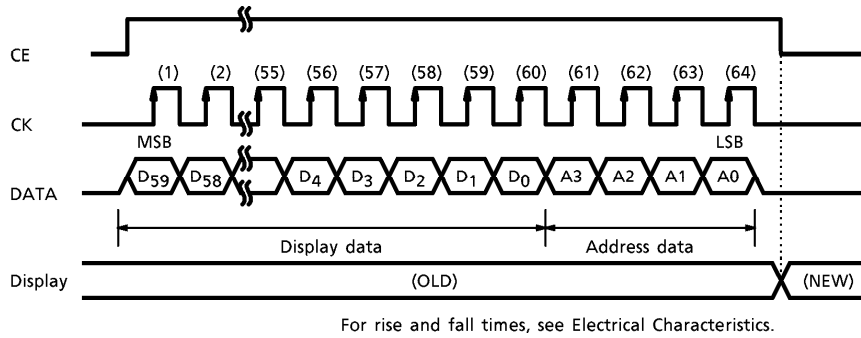 CE
(1) (2) (55) (56) (57) (58) (59) (60) (61) (62) (63) (64)
CK
MSB LSB
DATA D59 D58 D4 D3 D2 D1 D0 A3 A2 A1 A0
Display data Address data
Display (OLD) (NEW)
For rise and fall times, see Electrical Characteristics.